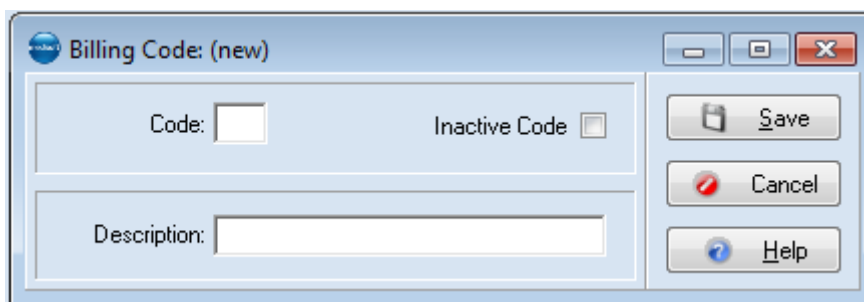 Billing Code: (new)
Code:
Inactive Code
Save
Cancel
Description:
Help